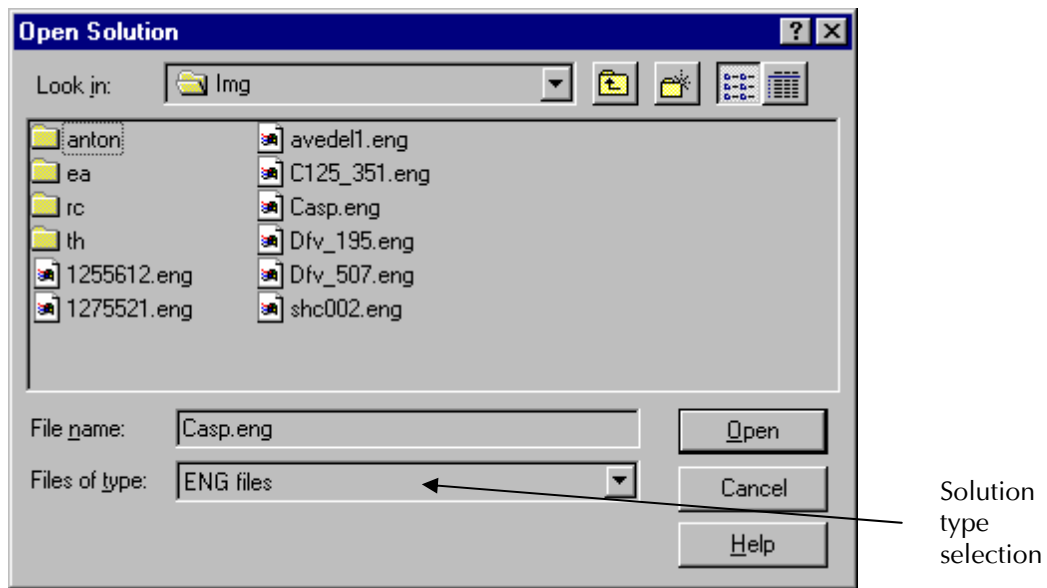 Open Solution
Look in: Img
anton
ea
rc
th
1255612.eng
1275521.eng
avedel1.eng
C125_351.eng
Casp.eng
Dfv_195.eng
Dfv_507.eng
shc002.eng
File name: Casp.eng
Open
Files of type: ENG files
Cancel
Help
Solution
type
selection